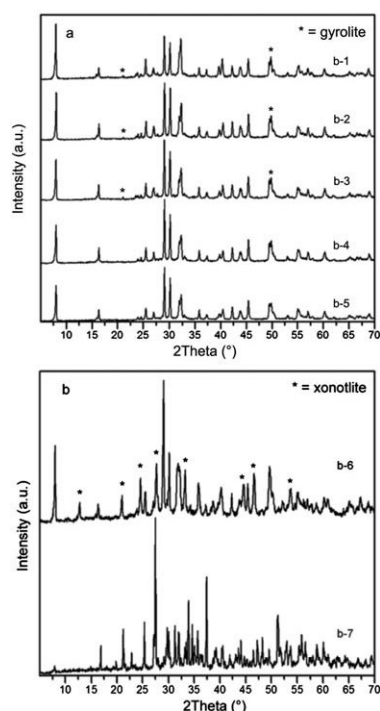 a
* = gyrolite
* b-1
*
* b-2
*
* b-3
*
b-4
b-5
Intensity (a.u.)
5 10 15 20 25 30 35 40 45 50 55 60 65 70
2Theta (°)
b
* = xonotlite
* * * * * * * *
b-6
b-7
Intensity (a.u.)
5 10 15 20 25 30 35 40 45 50 55 60 65 70
2Theta (°)